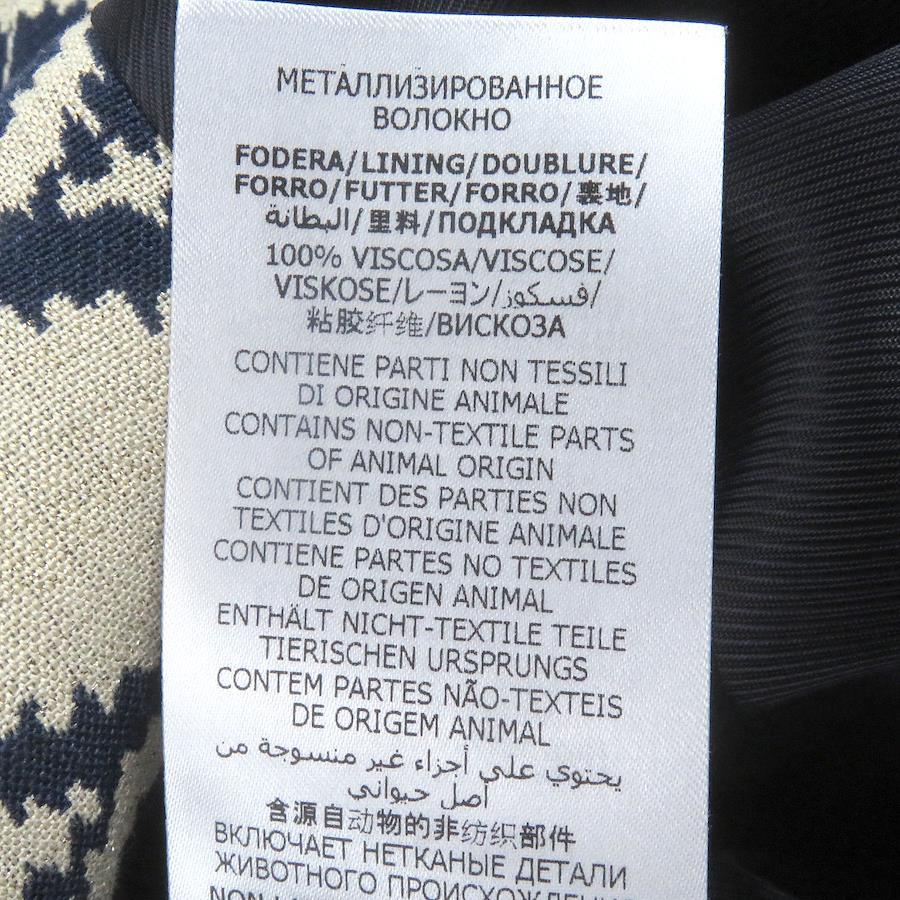 МЕТАЛЛИЗИРОВАННОЕ
ВОЛОКНО
FODERA/LINING/DOUBLURE/
FORRO/FUTTER/FORRO/裏地/
البطانة/里料/ПОДКЛАДКА
100% VISCOSA/VISCOSE/
VISKOSE/レーヨン/فسكوز/
粘胶纤维/ВИСКОЗА
CONTIENE PARTI NON TESSILI
DI ORIGINE ANIMALE
CONTAINS NON-TEXTILE PARTS
OF ANIMAL ORIGIN
CONTIENT DES PARTIES NON
TEXTILES D'ORIGINE ANIMALE
CONTIENE PARTES NO TEXTILES
DE ORIGEN ANIMAL
ENTHÄLT NICHT-TEXTILE TEILE
TIERISCHEN URSPRUNGS
CONTEM PARTES NÃO-TEXTEIS
DE ORIGEM ANIMAL
يحتوي على أجزاء غير منسوجة من
أصل حيواني
含源自动物的非纺织部件
ВКЛЮЧАЕТ НЕТКАНЫЕ ДЕТАЛИ
ЖИВОТНОГО ПРОИСХОЖДЕНИ